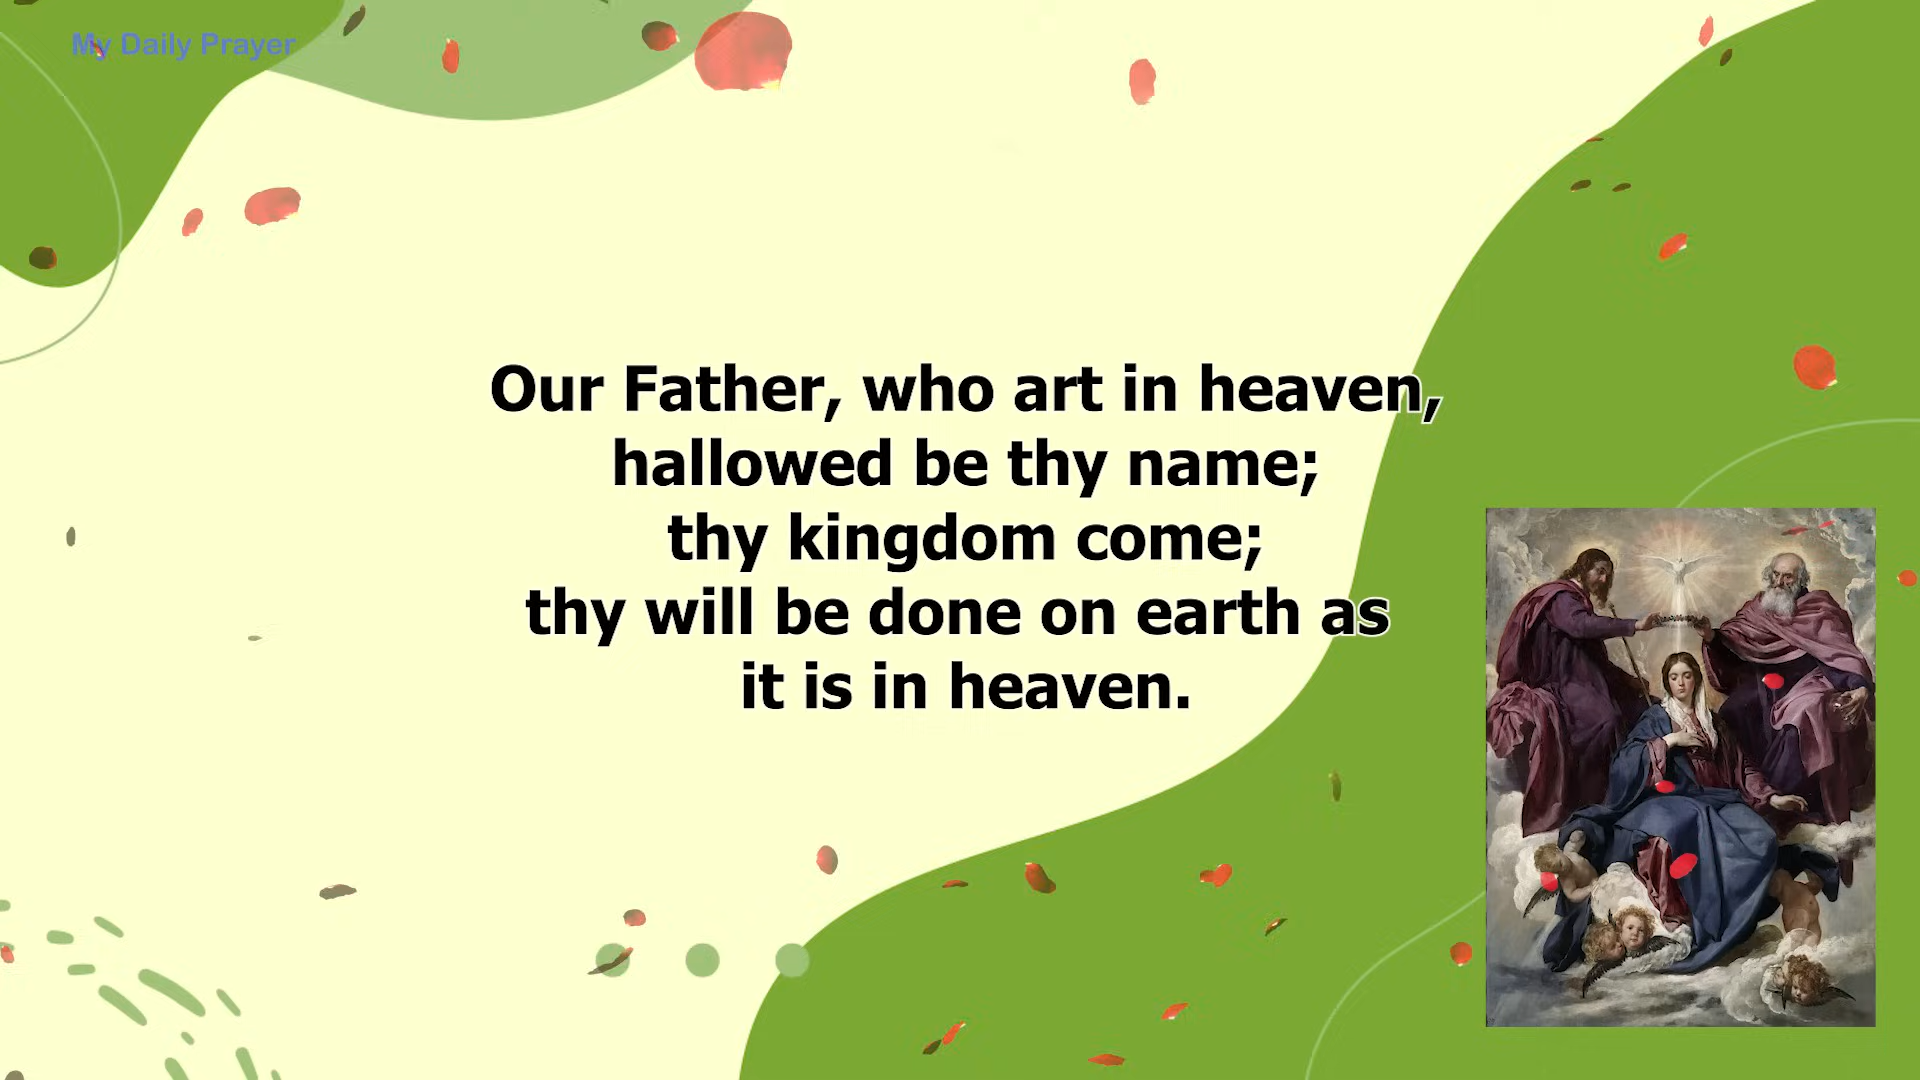 My Daily Prayer
Our Father, who art in heaven,
hallowed be thy name;
thy kingdom come;
thy will be done on earth as
it is in heaven.